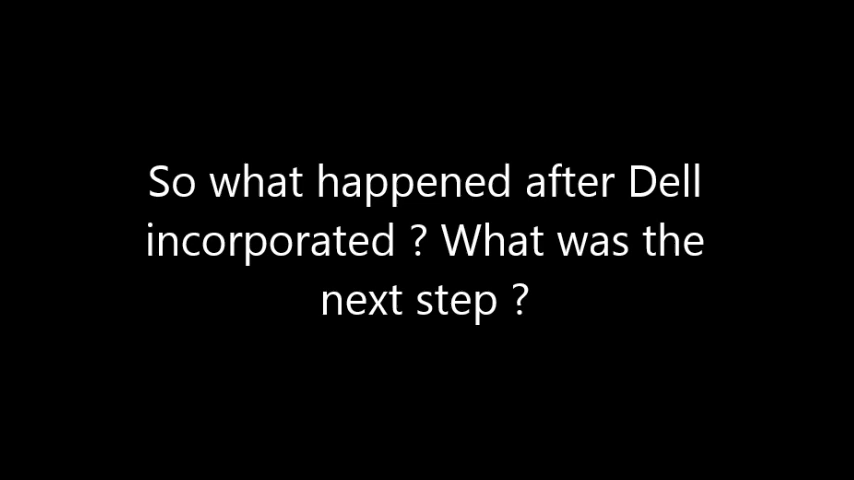 So what happened after Dell
incorporated ? What was the
next step ?